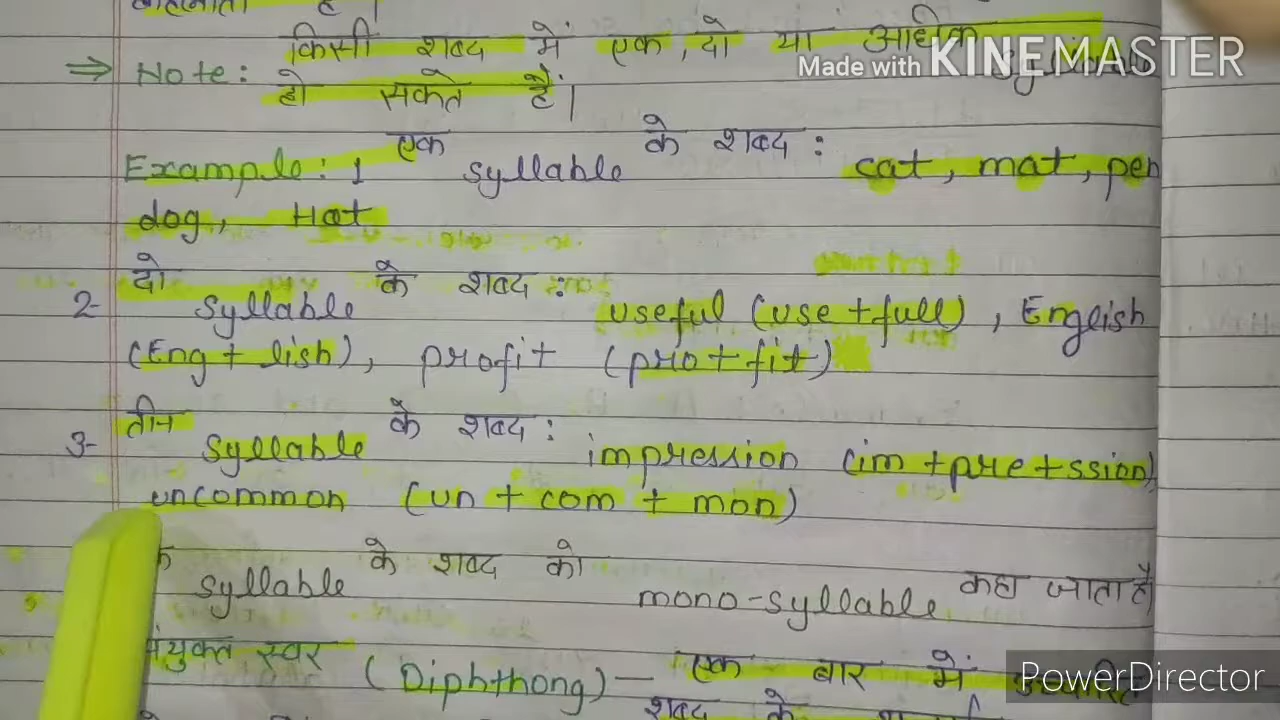 कहलाता है।
किसी शब्द में एक, दो या अधिक
Made with KINEMASTER
⇒ Note: हो सकते हैं।
Example: 1 एक syllable के शब्द: cat, mat, pen
dog, Hat
2- दो syllable के शब्द: useful (use + full), English
(Eng + lish), profit (pro + fit)
3- तीन syllable के शब्द: impression (im + pre + ssion),
uncommon (un + com + mon)
syllable के शब्द को mono-syllable कहा जाता है
संयुक्त स्वर (Diphthong) — एक बार में
PowerDirector
शब्द के